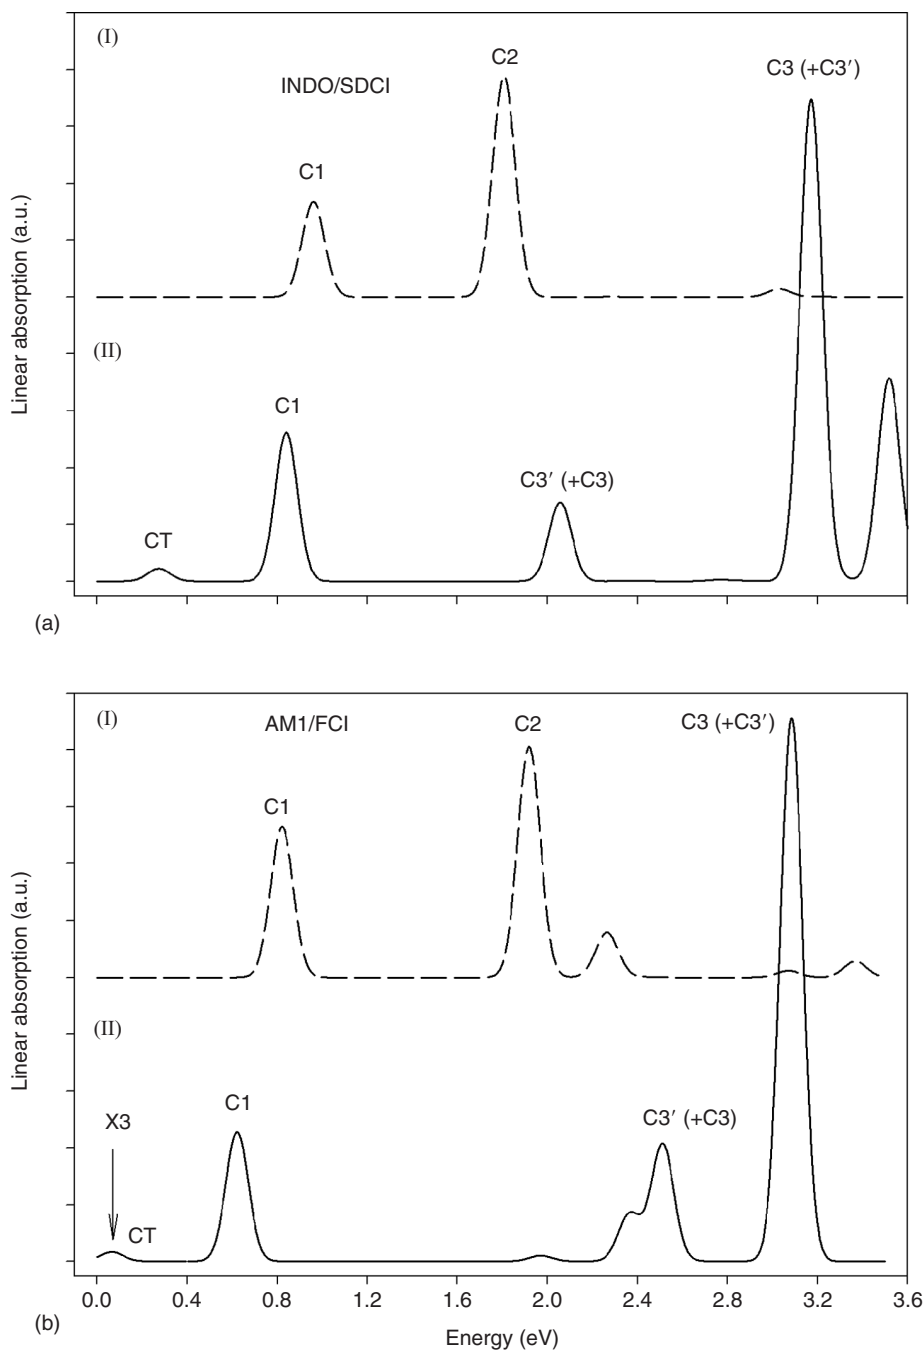 (I)
C2
C3 (+C3′)
INDO/SDCI
C1
Linear absorption (a.u.)
(II)
C1
C3′ (+C3)
CT
(a)
(I)
AM1/FCI
C2
C3 (+C3′)
C1
Linear absorption (a.u.)
(II)
X3
C1
C3′ (+C3)
CT
0.0 0.4 0.8 1.2 1.6 2.0 2.4 2.8 3.2 3.6
(b)
Energy (eV)